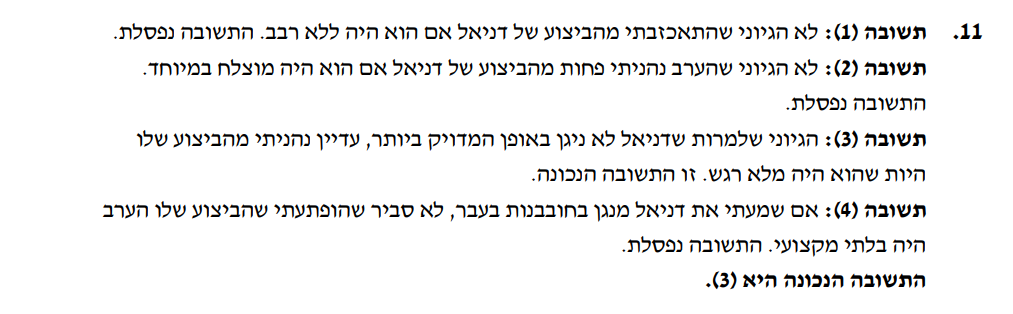 11. תשובה (1): לא הגיוני שהתאכזבתי מהביצוע של דניאל אם הוא היה ללא רבב. התשובה נפסלת.
תשובה (2): לא הגיוני שהערב נהניתי פחות מהביצוע של דניאל אם הוא היה מוצלח במיוחד.
התשובה נפסלת.
תשובה (3): הגיוני שלמרות שדניאל לא ניגן באופן המדויק ביותר, עדיין נהניתי מהביצוע שלו
היות שהוא היה מלא רגש. זו התשובה הנכונה.
תשובה (4): אם שמעתי את דניאל מנגן בחובבנות בעבר, לא סביר שהופתעתי שהביצוע שלו הערב
היה בלתי מקצועי. התשובה נפסלת.
התשובה הנכונה היא (3).